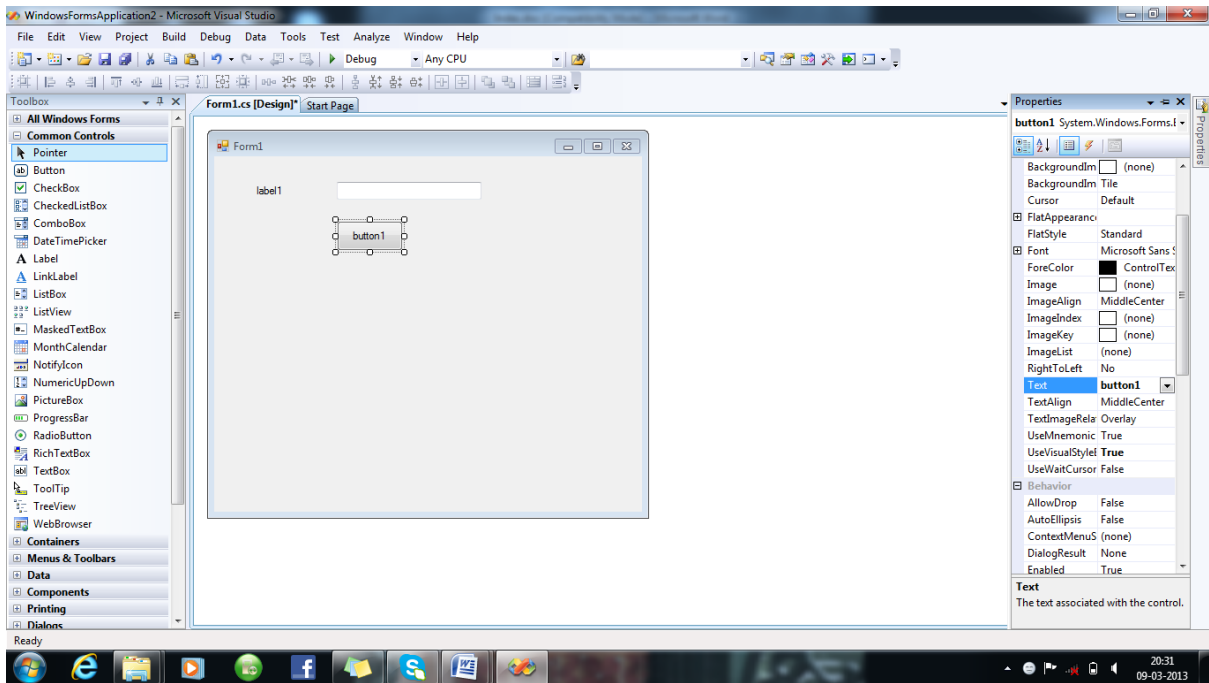 WindowsFormsApplication2 - Microsoft Visual Studio
File Edit View Project Build Debug Data Tools Test Analyze Window Help
Debug Any CPU
Toolbox
All Windows Forms
Common Controls
Pointer
Button
CheckBox
CheckedListBox
ComboBox
DateTimePicker
Label
LinkLabel
ListBox
ListView
MaskedTextBox
MonthCalendar
NotifyIcon
NumericUpDown
PictureBox
ProgressBar
RadioButton
RichTextBox
TextBox
ToolTip
TreeView
WebBrowser
Containers
Menus & Toolbars
Data
Components
Printing
Dialogs
Form1.cs [Design]* Start Page
Form1
label1
button1
Properties
button1 System.Windows.Forms.
BackgroundIm (none)
BackgroundIm Tile
Cursor Default
FlatAppearanc
FlatStyle Standard
Font Microsoft Sans S
ForeColor ControlTex
Image (none)
ImageAlign MiddleCenter
ImageIndex (none)
ImageKey (none)
ImageList (none)
RightToLeft No
Text button1
TextAlign MiddleCenter
TextImageRela Overlay
UseMnemonic True
UseVisualStyleB True
UseWaitCursor False
Behavior
AllowDrop False
AutoEllipsis False
ContextMenuS (none)
DialogResult None
Enabled True
Text
The text associated with the control.
Properties
Ready
20:31
09-03-2013